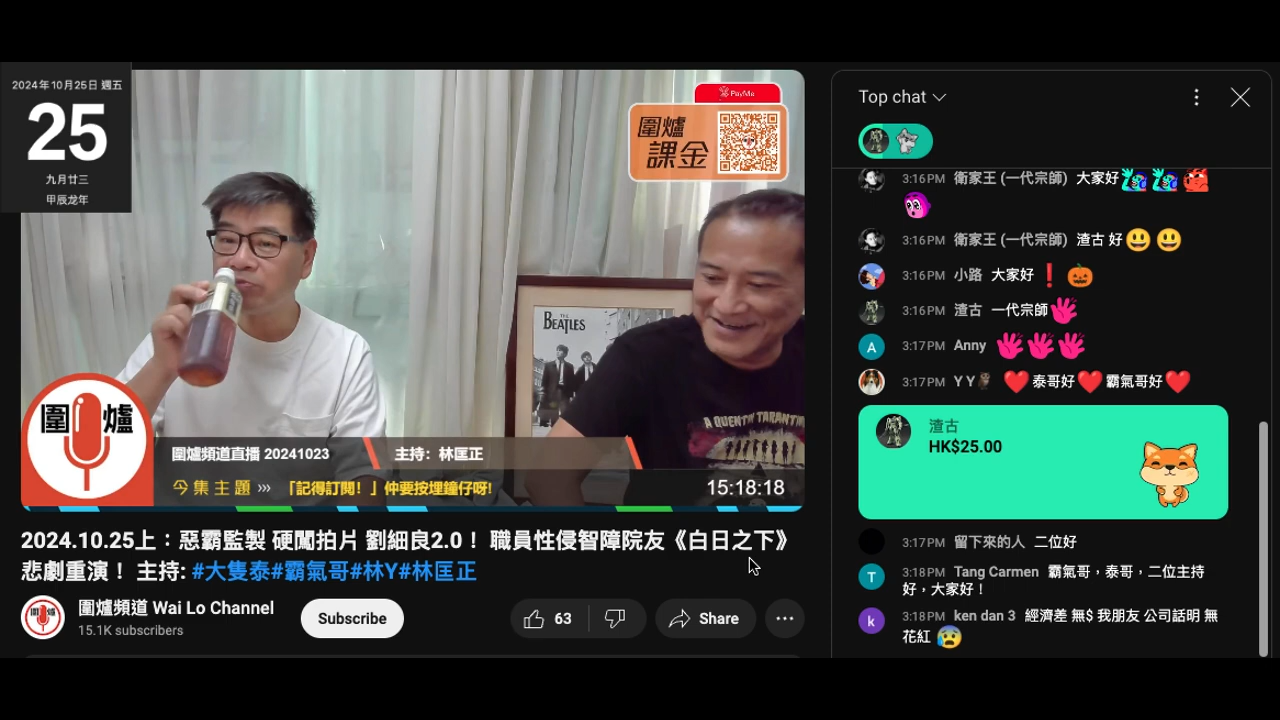 2024年10月25日 週五
25
九月廿三
甲辰龙年
PayMe
圍爐
課金
THE
BEATLES
A QUENTIN TARANTIN
圍 爐
圍爐頻道直播 20241023
主持：林匡正
今集主題 ›››
「記得訂閱！」仲要按埋鐘仔呀!
15:18:18
2024.10.25上：惡霸監製 硬闖拍片 劉細良2.0！ 職員性侵智障院友《白日之下》
悲劇重演！ 主持: #大隻泰#霸氣哥#林Y#林匡正
圍爐頻道 Wai Lo Channel
15.1K subscribers
Subscribe
63
Share
Top chat
3:16PM 衛家王 (一代宗師) 大家好
3:16PM 衛家王 (一代宗師) 渣古 好😃 😃
3:16PM 小路 大家好❗🎃
3:16PM 渣古 一代宗師
3:17PM Anny
A
3:17PM Y Y ❤️泰哥好❤️霸氣哥好❤️
渣古
HK$25.00
3:17PM 留下來的人 二位好
T
3:18PM Tang Carmen 霸氣哥，泰哥，二位主持
好，大家好！
k
3:18PM ken dan 3 經濟差 無$ 我朋友 公司話明 無
花紅 😰